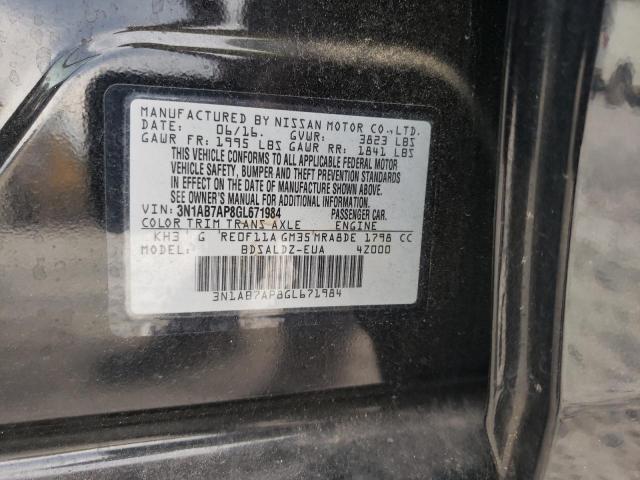 MANUFACTURED BY NISSAN MOTOR CO.,LTD.
DATE: 06/16. GVWR: 3823 LBS
GAWR FR: 1995 LBS GAWR RR: 1841 LBS
THIS VEHICLE CONFORMS TO ALL APPLICABLE FEDERAL MOTOR
VEHICLE SAFETY, BUMPER AND THEFT PREVENTION STANDARDS
IN EFFECT ON THE DATE OF MANUFACTURE SHOWN ABOVE.
SEE OWNER'S MANUAL FOR ADDITIONAL INFORMATION.
VIN: 3N1AB7AP8GL671984 PASSENGER CAR.
COLOR TRIM TRANS AXLE ENGINE
KH3 G RE0F11A GM35 MRA8DE 1798 CC
MODEL: BDSALDZ-EUA 4Z000
3N1AB7AP8GL671984